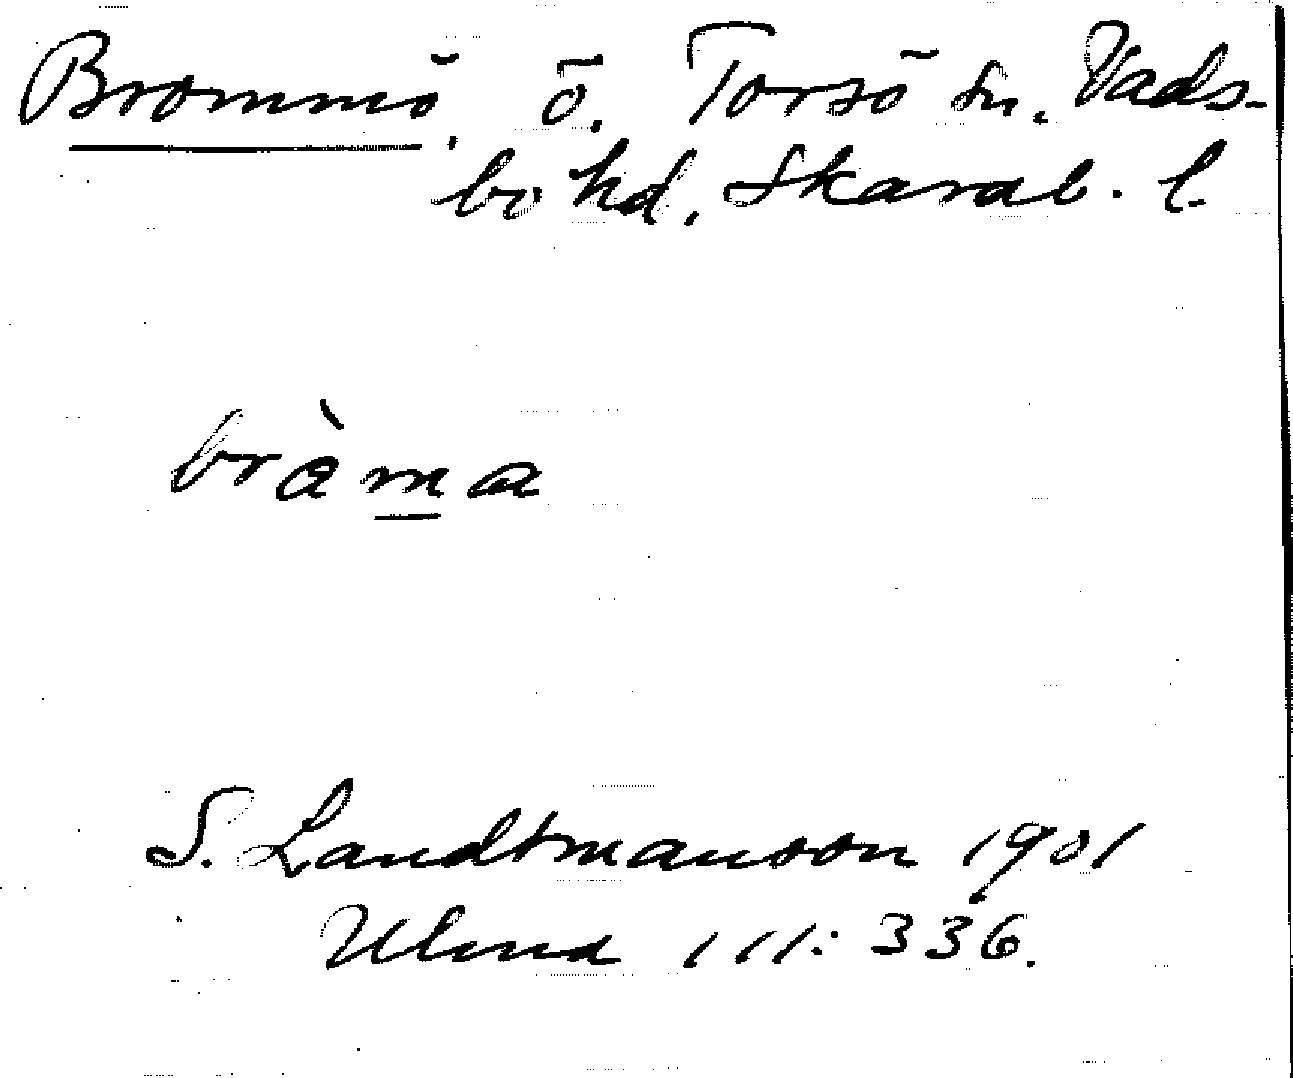 Brommö, ö. Torsö sn. Vads-
bo hd, Skarab. l.
bràma
S. Landtmanson 1901
Ulma 111: 336.